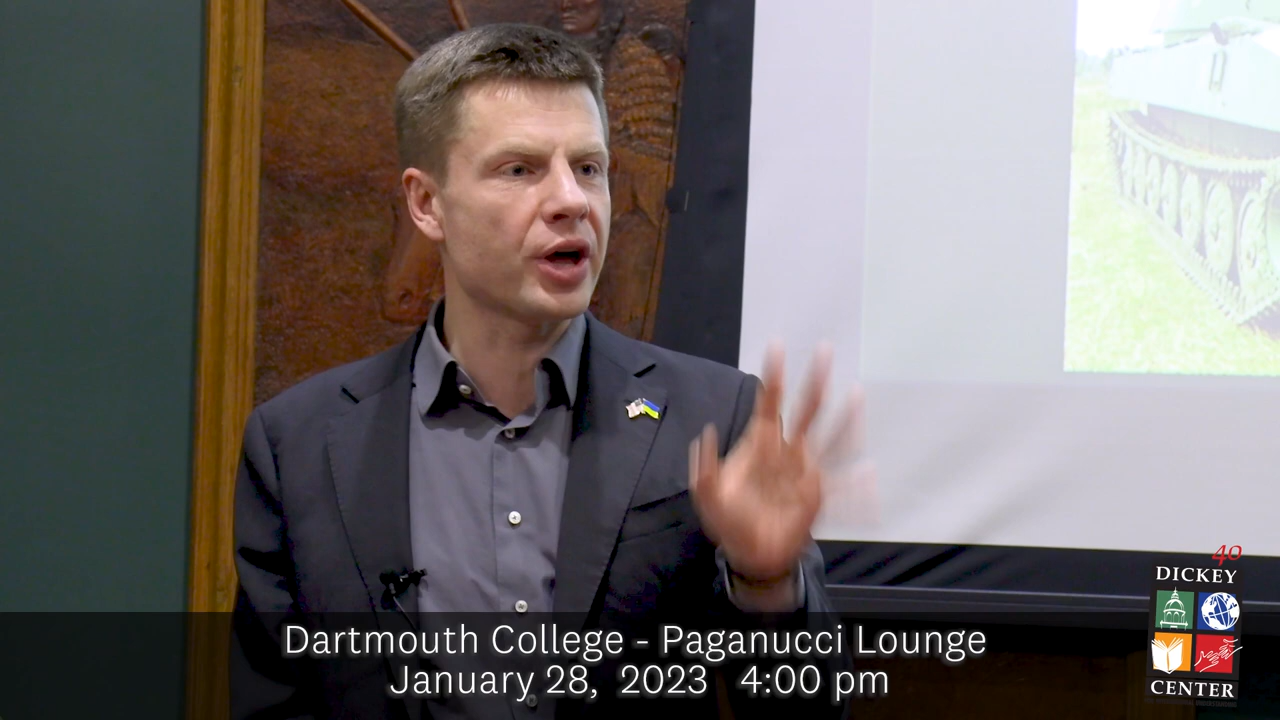 Dartmouth College - Paganucci Lounge
January 28, 2023 4:00 pm
40
DICKEY
CENTER